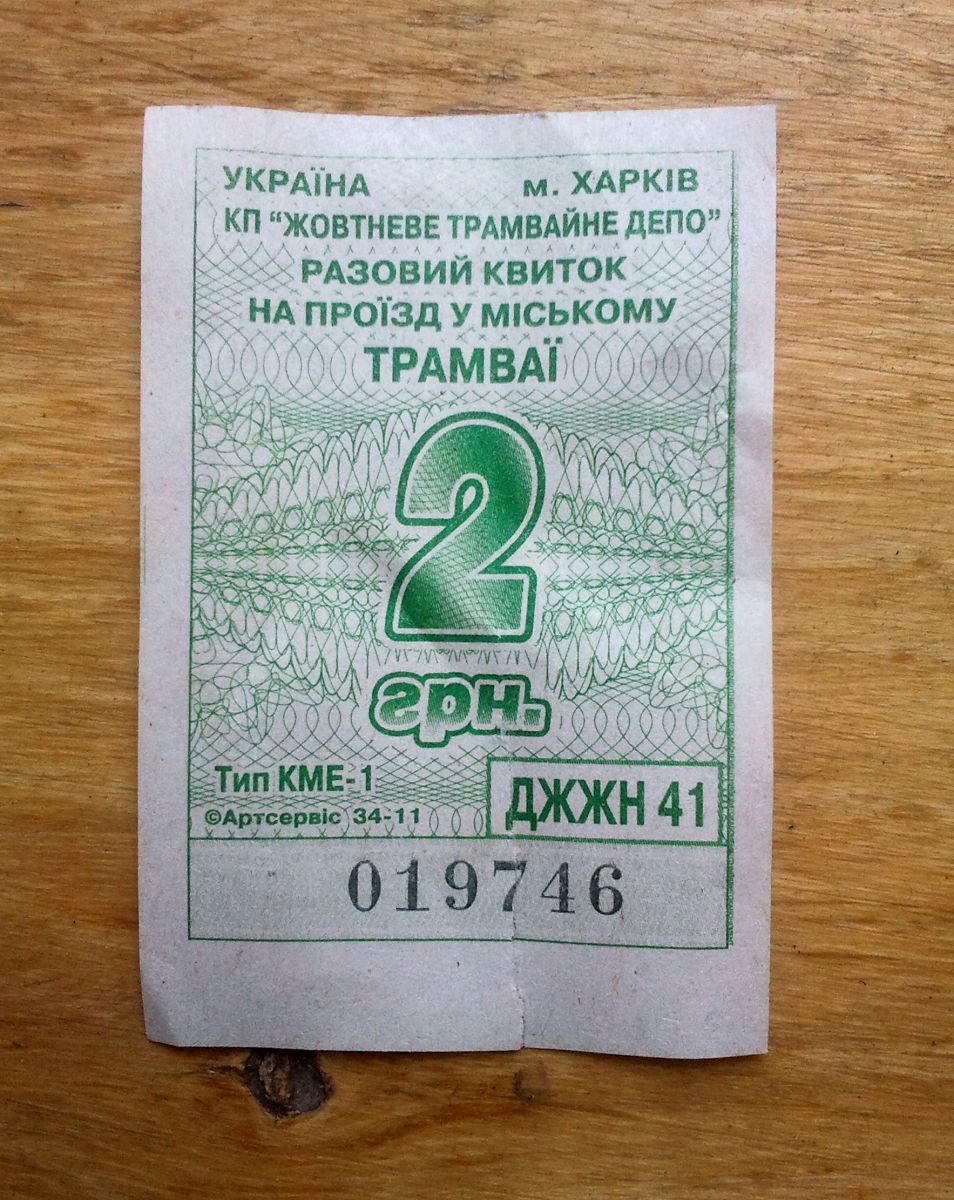 УКРАЇНА м. ХАРКІВ
КП "ЖОВТНЕВЕ ТРАМВАЙНЕ ДЕПО"
РАЗОВИЙ КВИТОК
НА ПРОЇЗД У МІСЬКОМУ
ТРАМВАЇ
2
грн.
Тип КМЕ-1
ДЖЖН 41
©Артсервіс 34-11
019746